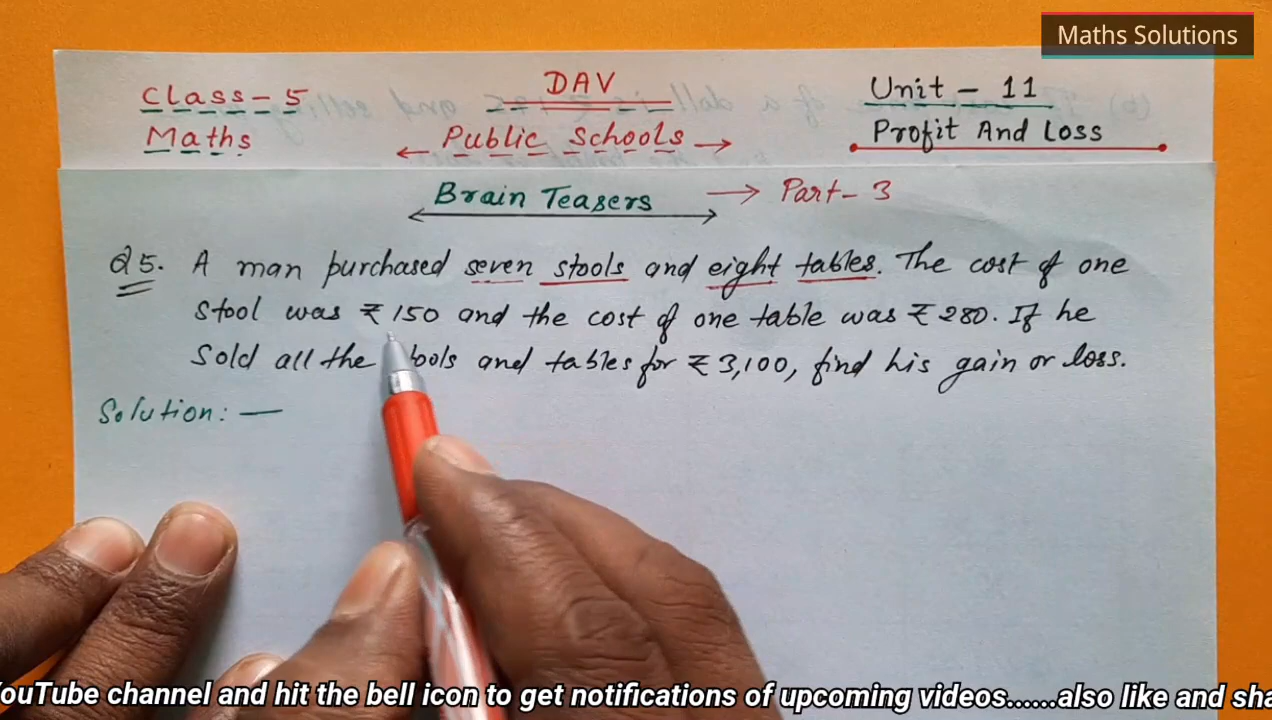 Maths Solutions
Class-5 DAV Unit - 11
Maths Public Schools Profit And Loss
Brain Teasers → Part-3
Q5. A man purchased seven stools and eight tables. The cost of one
Stool was ₹150 and the cost of one table was ₹280. If he
Sold all the and tables for ₹3,100, find his gain or loss.
Solution:—
YouTube channel and hit the bell icon to get notifications of upcoming videos......also like and